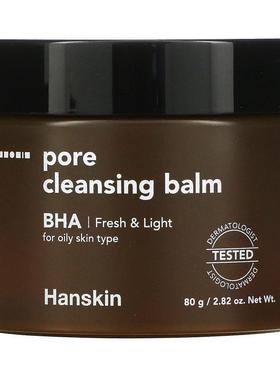 pore
cleansing balm
BHA | Fresh & Light
for oily skin type
DERMATOLOGIST
TESTED
DERMATOLOGIST
Hanskin
80 g / 2.82 oz. Net Wt.